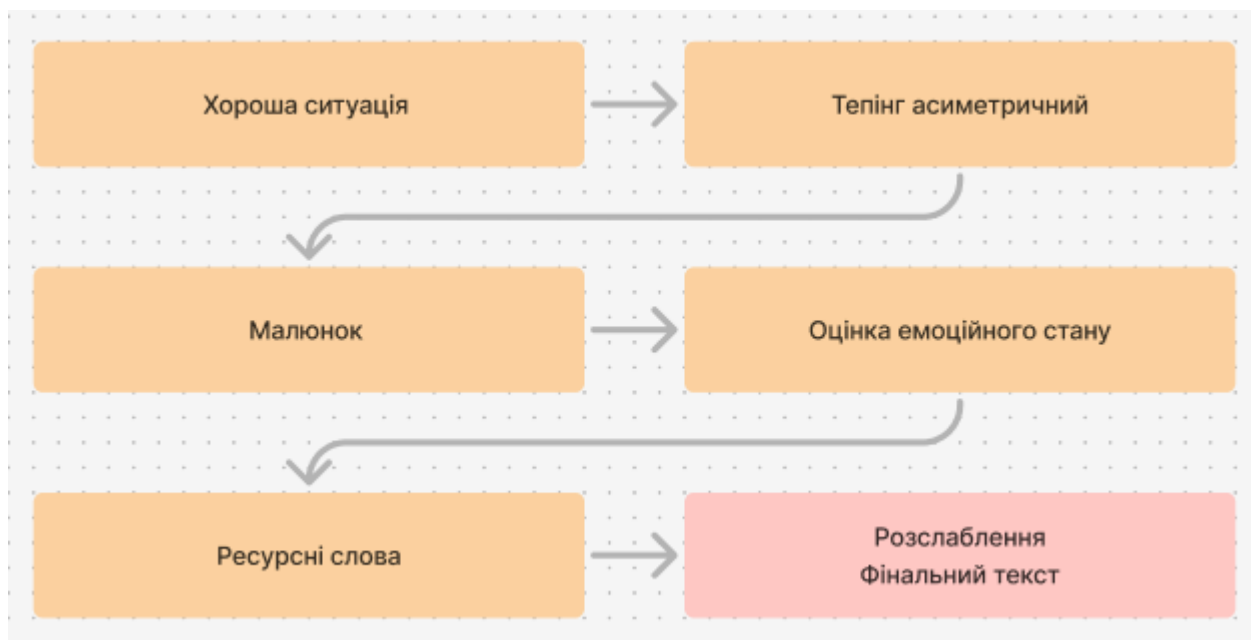 Хороша ситуація
Тепінг асиметричний
Малюнок
Оцінка емоційного стану
Ресурсні слова
Розслаблення
Фінальний текст